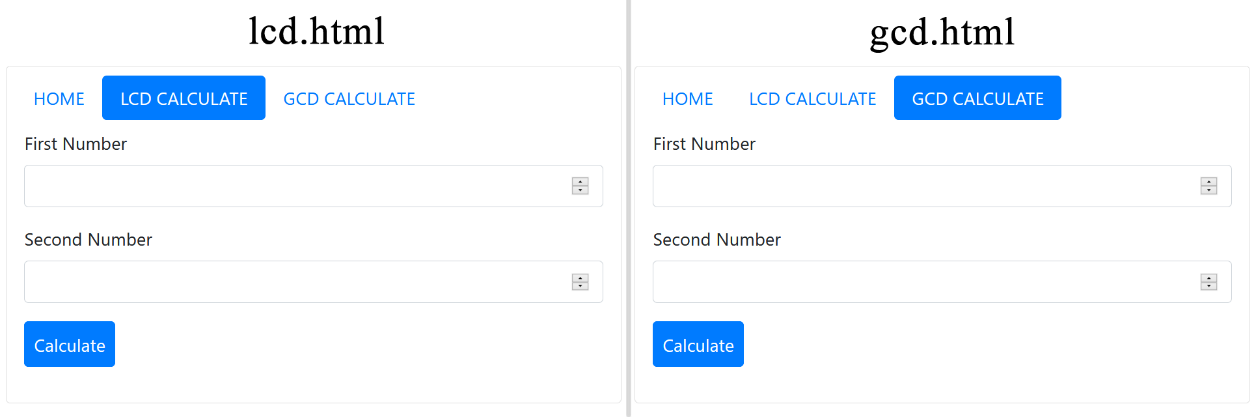 lcd.html
HOME LCD CALCULATE GCD CALCULATE
First Number
Second Number
Calculate
gcd.html
HOME LCD CALCULATE GCD CALCULATE
First Number
Second Number
Calculate